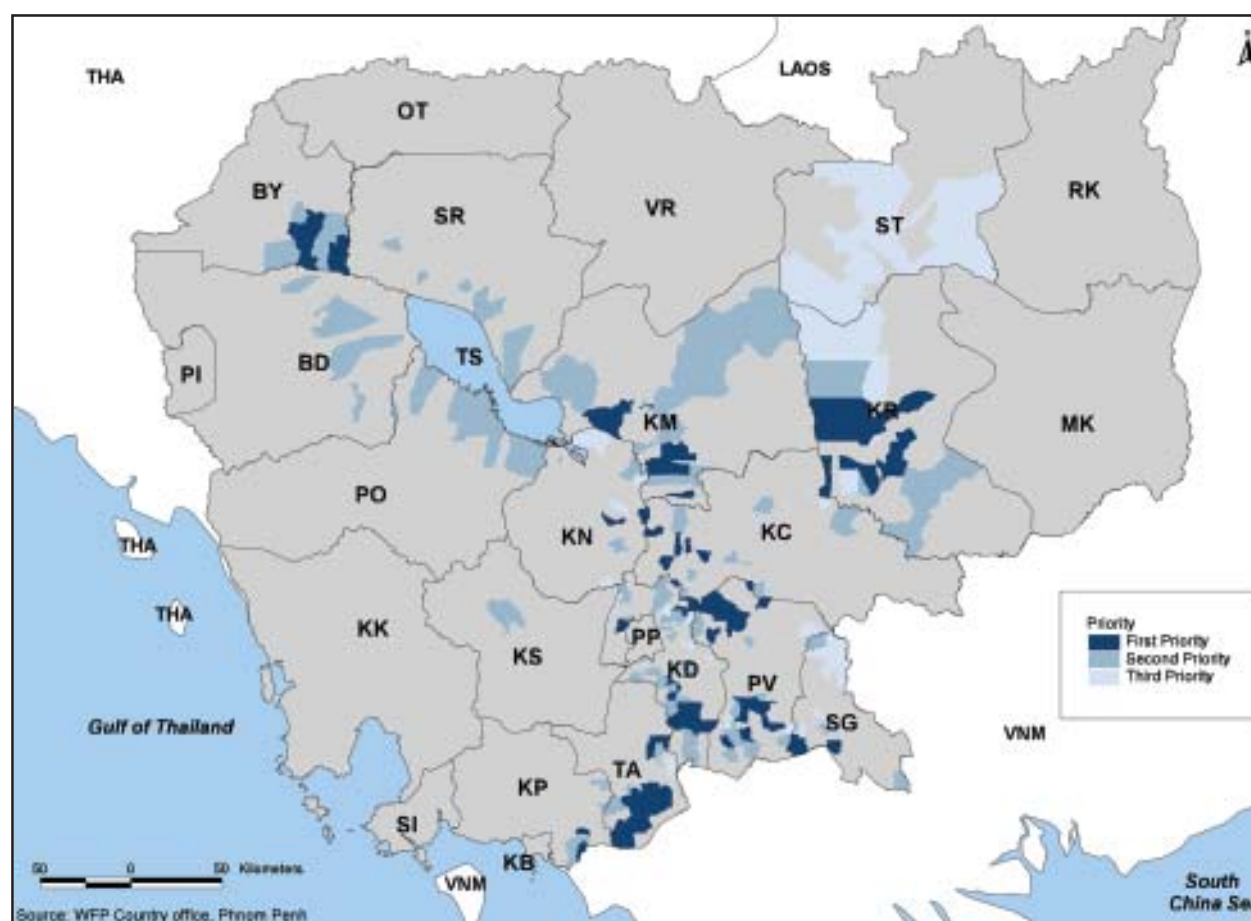 THA
LAOS
OT
BY
SR
VR
ST
RK
TS
BD
PI
KM
KR
MK
PO
THA
KN
KC
THA
KK
KS
PP
KD
PV
SG
Gulf of Thailand
VNM
TA
KP
SI
KB
VNM
Priority
First Priority
Second Priority
Third Priority
50 0 50 Kilometers
South
China Se
Source: WFP Country office, Phnom Penh